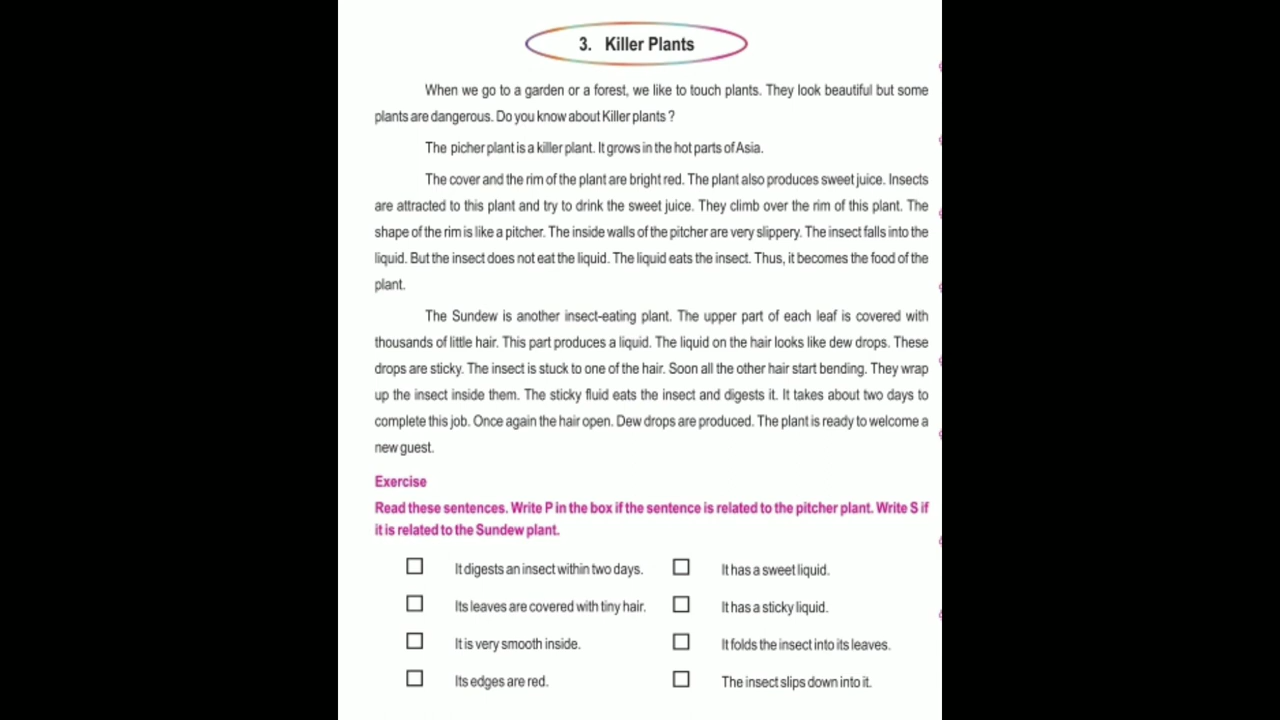 3. Killer Plants
When we go to a garden or a forest, we like to touch plants. They look beautiful but some
plants are dangerous. Do you know about Killer plants ?
The picher plant is a killer plant. It grows in the hot parts of Asia.
The cover and the rim of the plant are bright red. The plant also produces sweet juice. Insects
are attracted to this plant and try to drink the sweet juice. They climb over the rim of this plant. The
shape of the rim is like a pitcher. The inside walls of the pitcher are very slippery. The insect falls into the
liquid. But the insect does not eat the liquid. The liquid eats the insect. Thus, it becomes the food of the
plant.
The Sundew is another insect-eating plant. The upper part of each leaf is covered with
thousands of little hair. This part produces a liquid. The liquid on the hair looks like dew drops. These
drops are sticky. The insect is stuck to one of the hair. Soon all the other hair start bending. They wrap
up the insect inside them. The sticky fluid eats the insect and digests it. It takes about two days to
complete this job. Once again the hair open. Dew drops are produced. The plant is ready to welcome a
new guest.
Exercise
Read these sentences. Write P in the box if the sentence is related to the pitcher plant. Write S if
it is related to the Sundew plant.
It digests an insect within two days. It has a sweet liquid.
Its leaves are covered with tiny hair. It has a sticky liquid.
It is very smooth inside. It folds the insect into its leaves.
Its edges are red. The insect slips down into it.